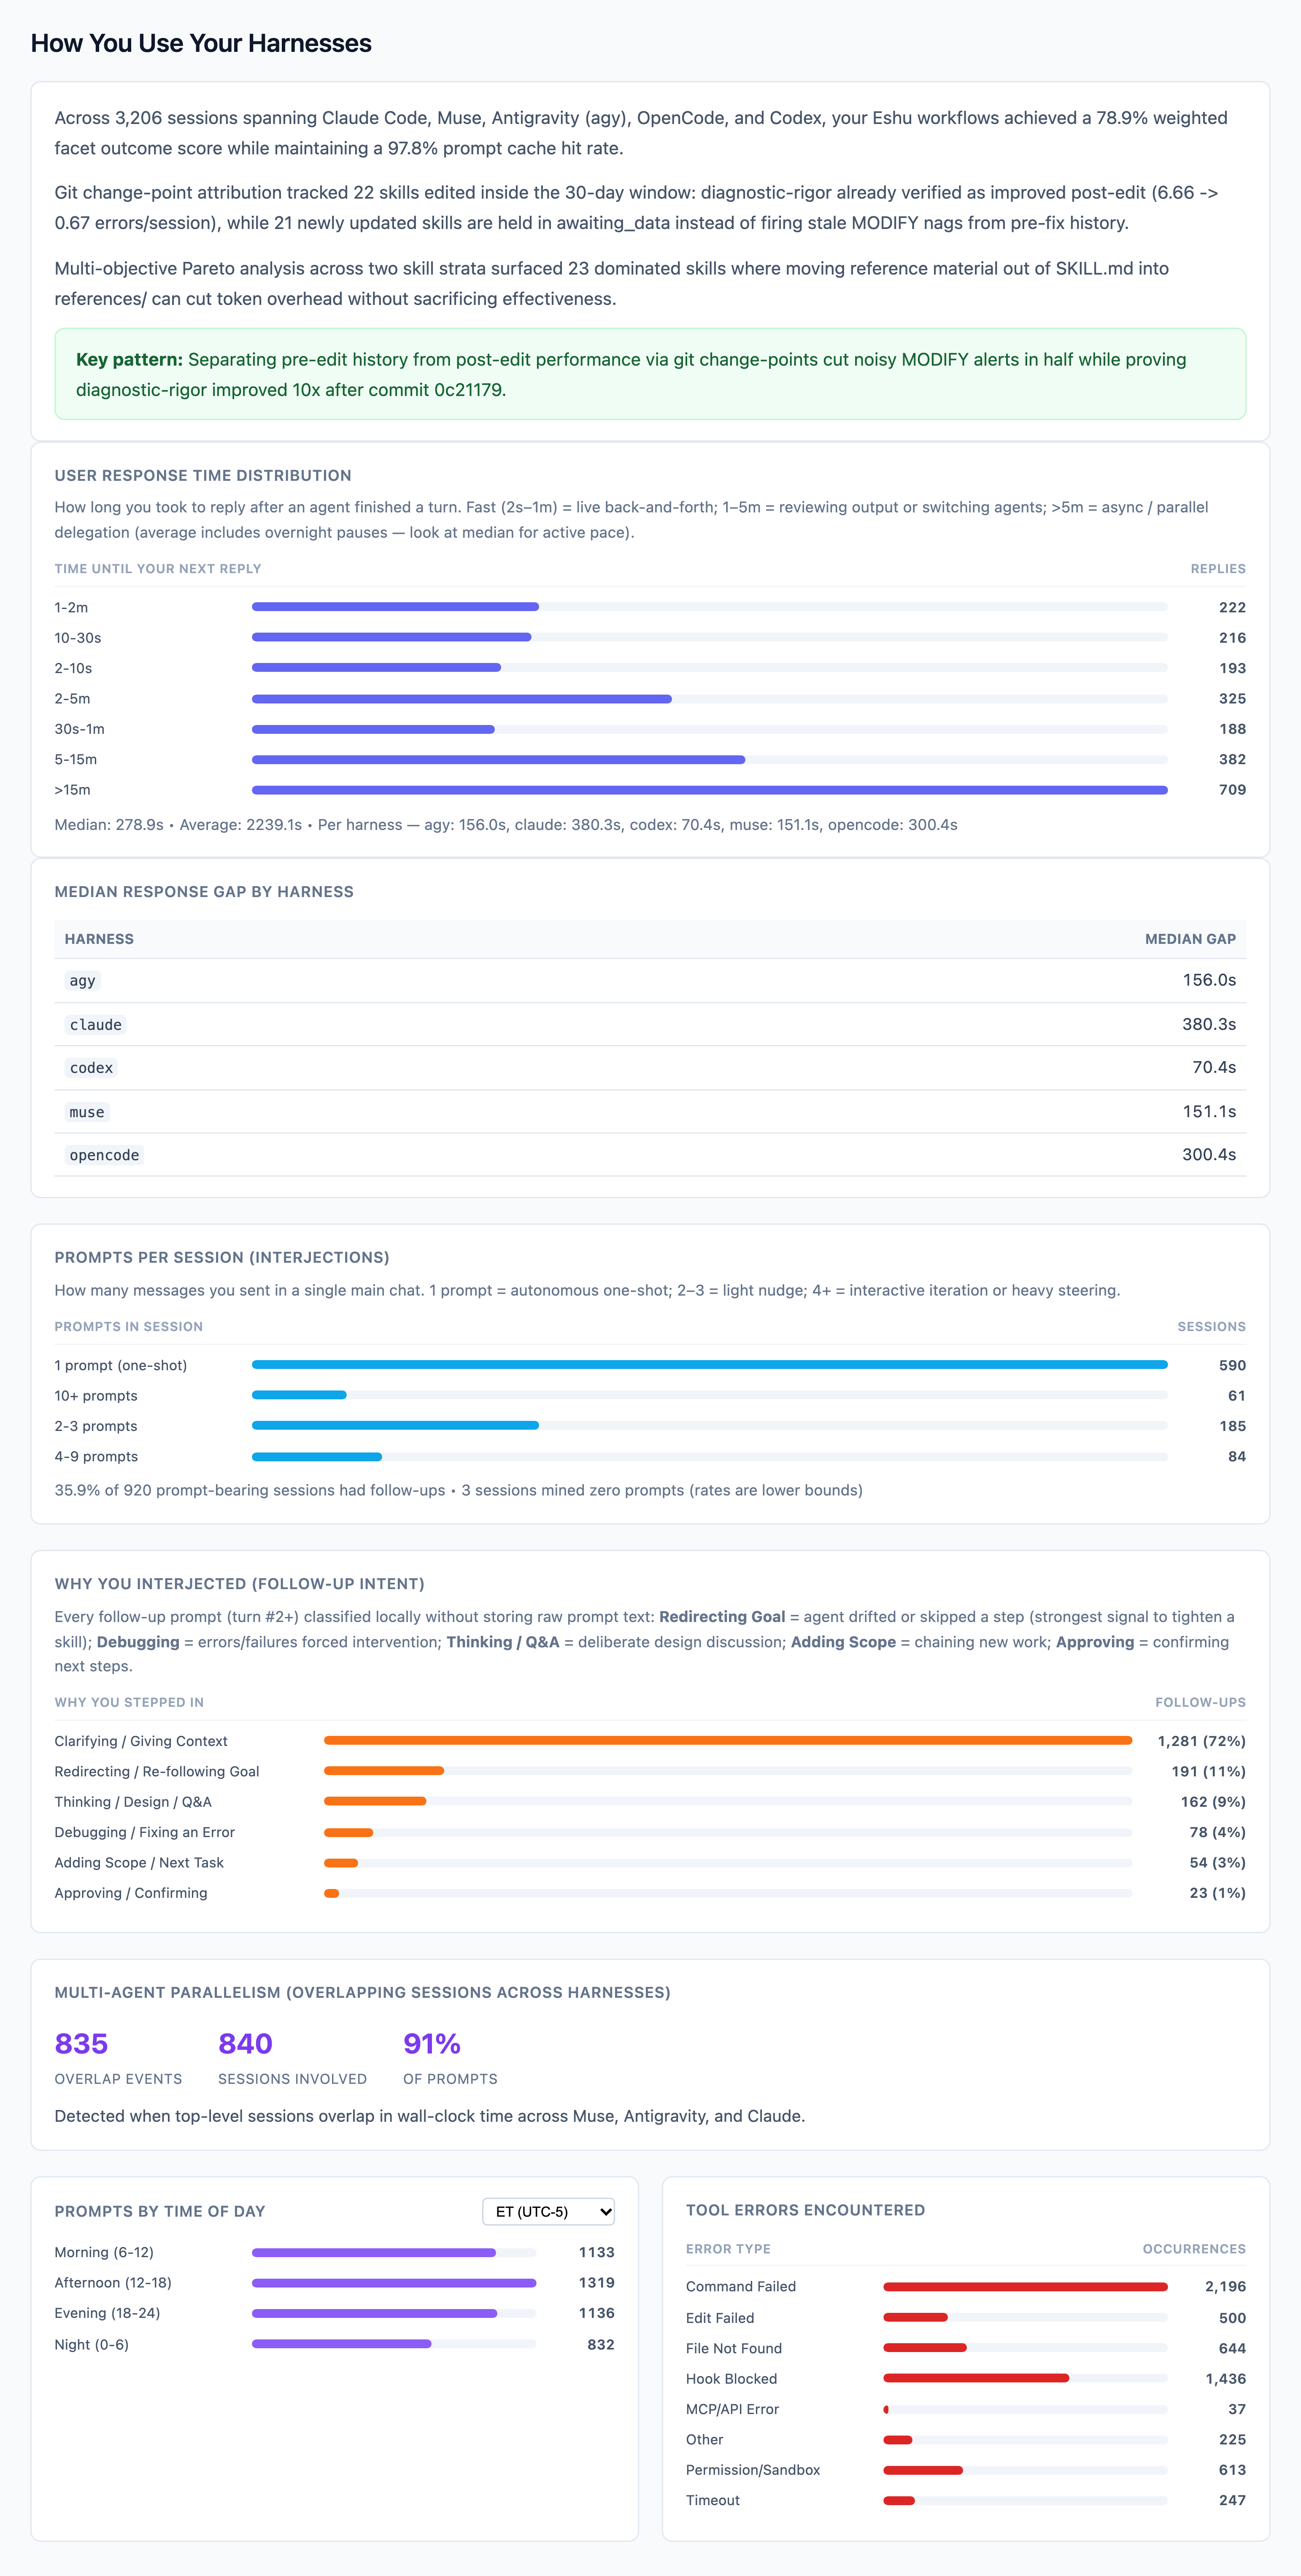 How You Use Your Harnesses
Across 3,206 sessions spanning Claude Code, Muse, Antigravity (agy), OpenCode, and Codex, your Eshu workflows achieved a 78.9% weighted
facet outcome score while maintaining a 97.8% prompt cache hit rate.
Git change-point attribution tracked 22 skills edited inside the 30-day window: diagnostic-rigor already verified as improved post-edit (6.66 ->
0.67 errors/session), while 21 newly updated skills are held in awaiting_data instead of firing stale MODIFY nags from pre-fix history.
Multi-objective Pareto analysis across two skill strata surfaced 23 dominated skills where moving reference material out of SKILL.md into
references/ can cut token overhead without sacrificing effectiveness.
Key pattern: Separating pre-edit history from post-edit performance via git change-points cut noisy MODIFY alerts in half while proving
diagnostic-rigor improved 10x after commit 0c21179.
USER RESPONSE TIME DISTRIBUTION
How long you took to reply after an agent finished a turn. Fast (2s–1m) = live back-and-forth; 1–5m = reviewing output or switching agents; >5m = async / parallel
delegation (average includes overnight pauses — look at median for active pace).
TIME UNTIL YOUR NEXT REPLY REPLIES
1-2m 222
10-30s 216
2-10s 193
2-5m 325
30s-1m 188
5-15m 382
>15m 709
Median: 278.9s • Average: 2239.1s • Per harness — agy: 156.0s, claude: 380.3s, codex: 70.4s, muse: 151.1s, opencode: 300.4s
MEDIAN RESPONSE GAP BY HARNESS
HARNESS MEDIAN GAP
agy 156.0s
claude 380.3s
codex 70.4s
muse 151.1s
opencode 300.4s
PROMPTS PER SESSION (INTERJECTIONS)
How many messages you sent in a single main chat. 1 prompt = autonomous one-shot; 2–3 = light nudge; 4+ = interactive iteration or heavy steering.
PROMPTS IN SESSION SESSIONS
1 prompt (one-shot) 590
10+ prompts 61
2-3 prompts 185
4-9 prompts 84
35.9% of 920 prompt-bearing sessions had follow-ups • 3 sessions mined zero prompts (rates are lower bounds)
WHY YOU INTERJECTED (FOLLOW-UP INTENT)
Every follow-up prompt (turn #2+) classified locally without storing raw prompt text: Redirecting Goal = agent drifted or skipped a step (strongest signal to tighten a
skill); Debugging = errors/failures forced intervention; Thinking / Q&A = deliberate design discussion; Adding Scope = chaining new work; Approving = confirming
next steps.
WHY YOU STEPPED IN FOLLOW-UPS
Clarifying / Giving Context 1,281 (72%)
Redirecting / Re-following Goal 191 (11%)
Thinking / Design / Q&A 162 (9%)
Debugging / Fixing an Error 78 (4%)
Adding Scope / Next Task 54 (3%)
Approving / Confirming 23 (1%)
MULTI-AGENT PARALLELISM (OVERLAPPING SESSIONS ACROSS HARNESSES)
835 840 91%
OVERLAP EVENTS SESSIONS INVOLVED OF PROMPTS
Detected when top-level sessions overlap in wall-clock time across Muse, Antigravity, and Claude.
PROMPTS BY TIME OF DAY ET (UTC-5)
Morning (6-12) 1133
Afternoon (12-18) 1319
Evening (18-24) 1136
Night (0-6) 832
TOOL ERRORS ENCOUNTERED
ERROR TYPE OCCURRENCES
Command Failed 2,196
Edit Failed 500
File Not Found 644
Hook Blocked 1,436
MCP/API Error 37
Other 225
Permission/Sandbox 613
Timeout 247